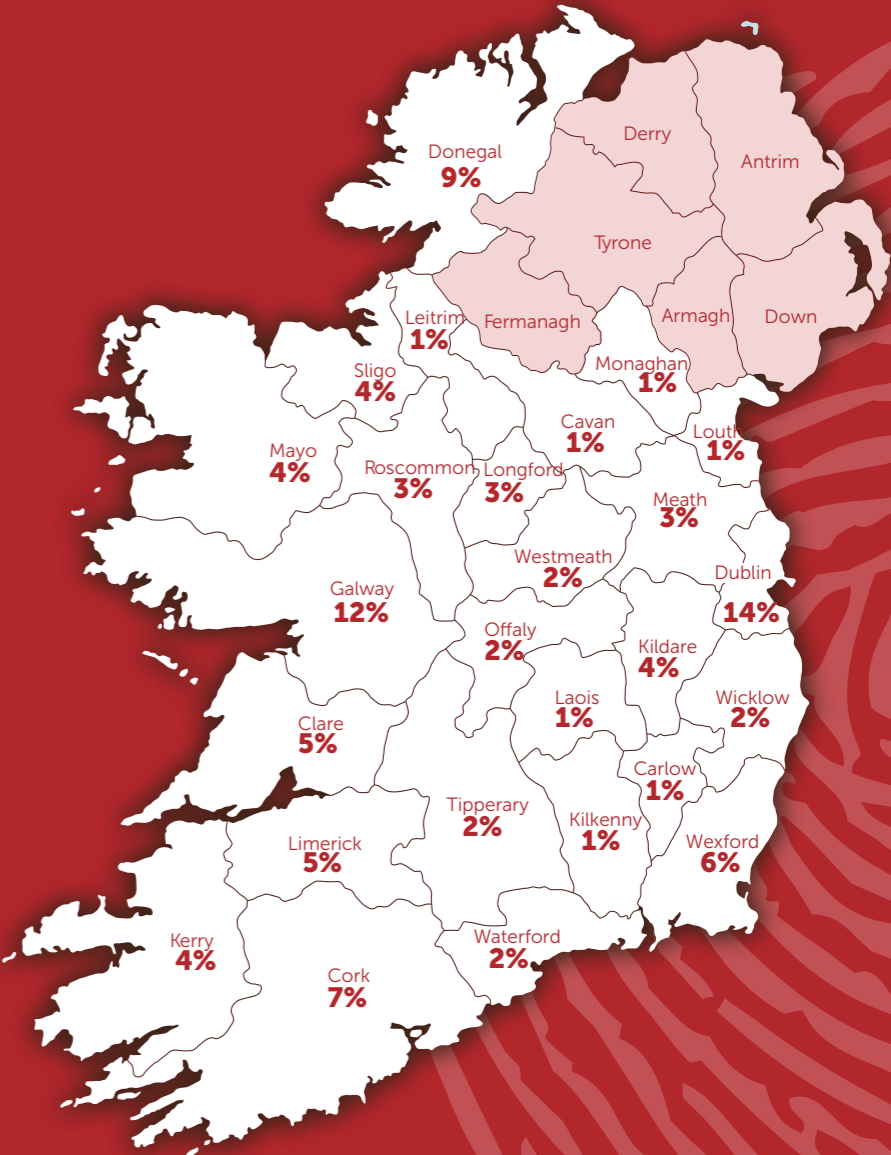 Derry
Antrim
Donegal
9%
Tyrone
Leitrim
1%
Fermanagh
Armagh
Down
Monaghan
1%
Sligo
4%
Cavan
1%
Louth
1%
Mayo
4%
Roscommon
3%
Longford
3%
Meath
3%
Westmeath
2%
Dublin
14%
Galway
12%
Offaly
2%
Kildare
4%
Laois
1%
Wicklow
2%
Clare
5%
Carlow
1%
Tipperary
2%
Kilkenny
1%
Limerick
5%
Wexford
6%
Kerry
4%
Waterford
2%
Cork
7%